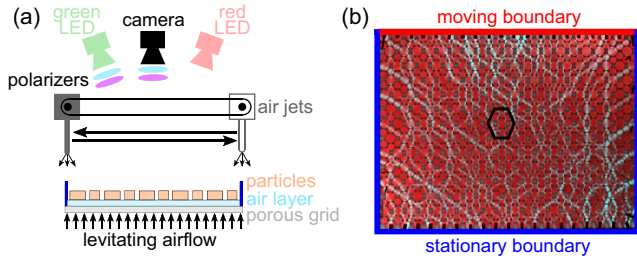 (a)
green
LED
camera
red
LED
polarizers
air jets
particles
air layer
porous grid
levitating airflow
(b)
moving boundary
stationary boundary